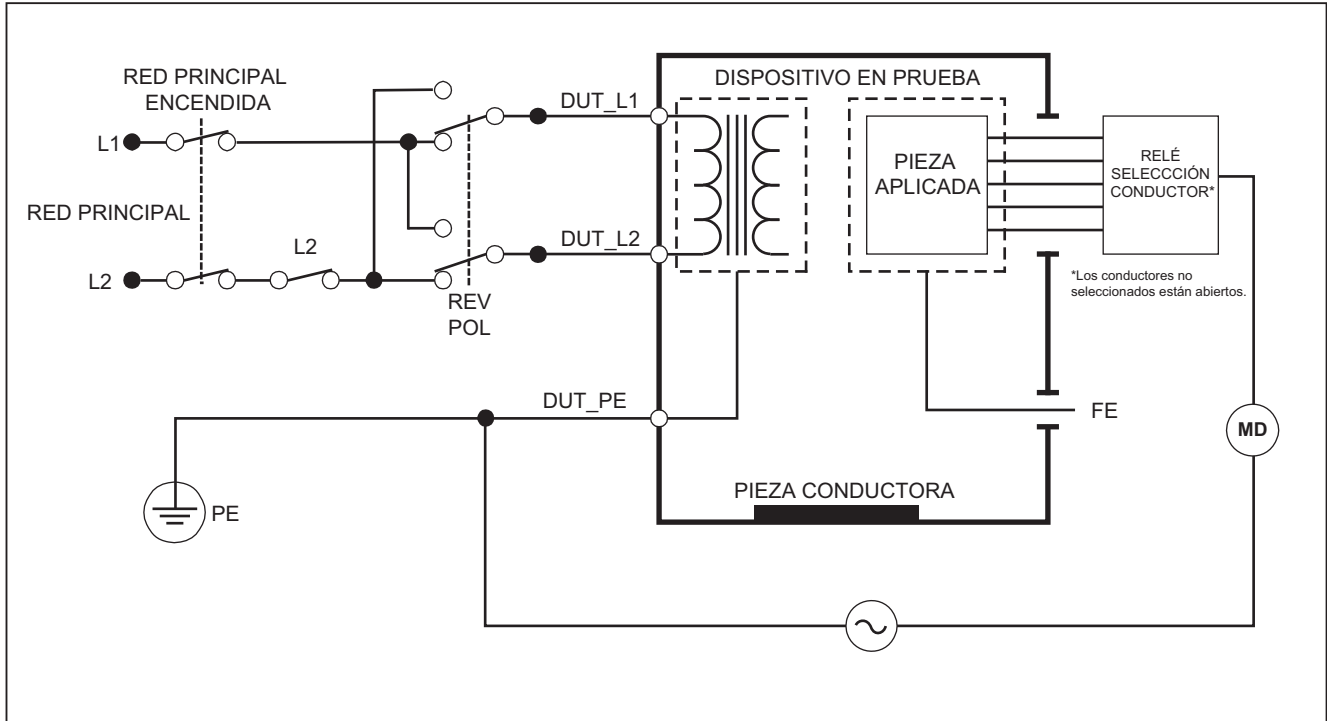 RED PRINCIPAL
ENCENDIDA
L1
RED PRINCIPAL
L2
L2
REV
POL
DUT_L1
DUT_L2
DUT_PE
PE
DISPOSITIVO EN PRUEBA
PIEZA
APLICADA
RELÉ
SELECCCIÓN
CONDUCTOR*
*Los conductores no
seleccionados están abiertos.
FE
MD
PIEZA CONDUCTORA